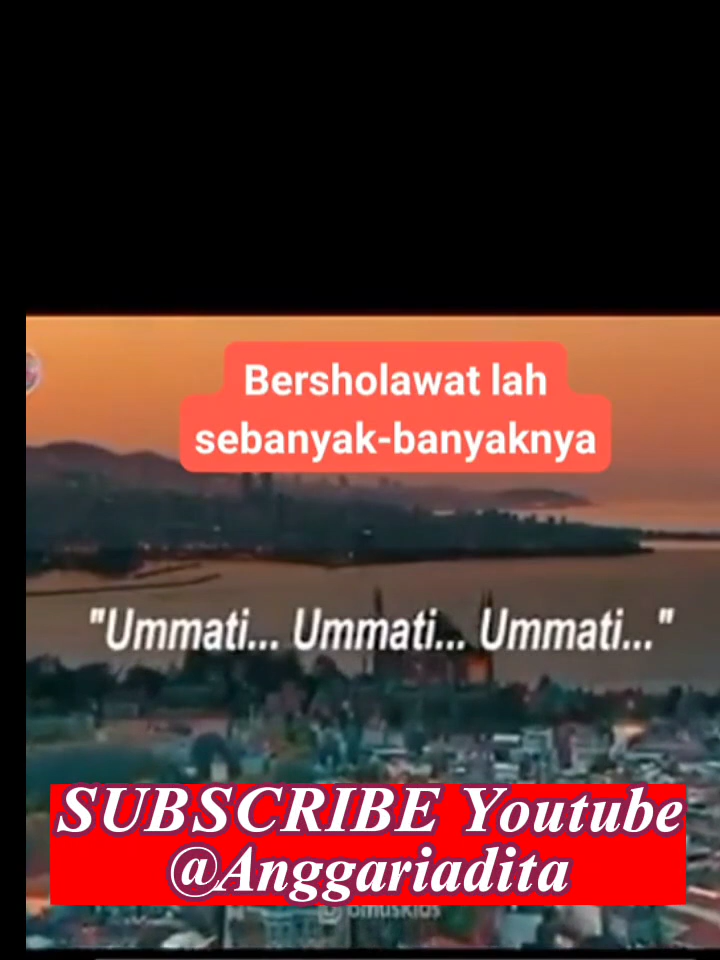 Bersholawat lah
sebanyak-banyaknya
"Ummati... Ummati... Ummati..."
SUBSCRIBE Youtube
@Anggariadita